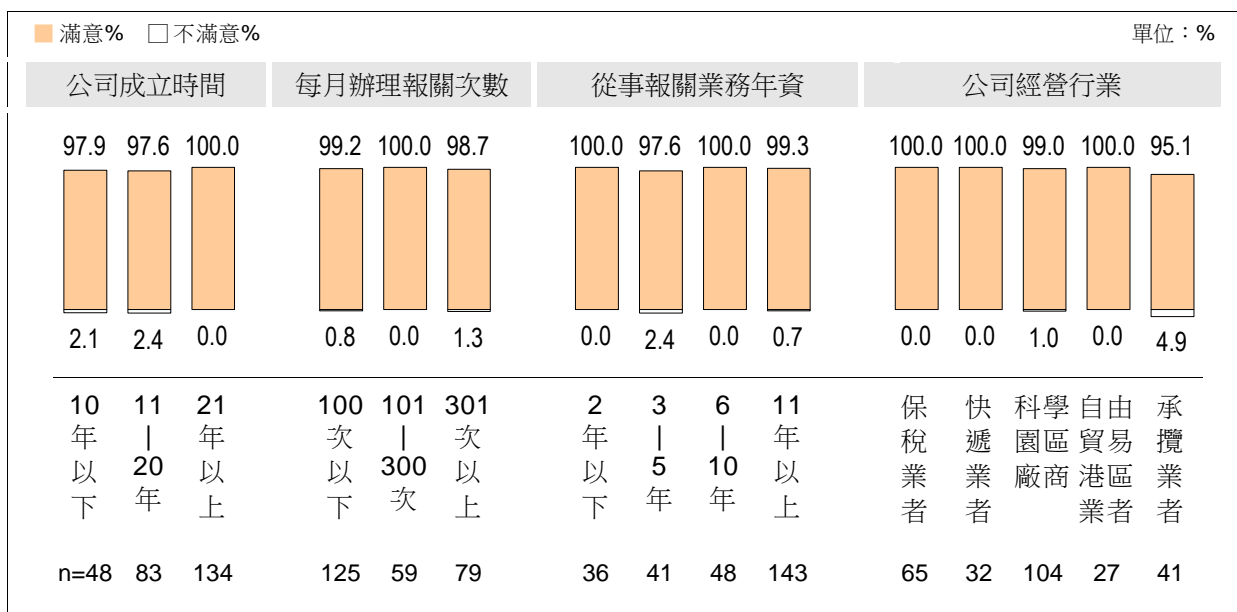 滿意% 不滿意% 單位：%
公司成立時間 每月辦理報關次數 從事報關業務年資 公司經營行業
97.9 97.6 100.0 99.2 100.0 98.7 100.0 97.6 100.0 99.3 100.0 100.0 99.0 100.0 95.1
2.1 2.4 0.0 0.8 0.0 1.3 0.0 2.4 0.0 0.7 0.0 0.0 1.0 0.0 4.9
10年以下
11|20年
21年以上
100次以下
101|300次
301次以上
2年以下
3|5年
6|10年
11年以上
保稅業者
快遞業者
科學
園區
廠商
自由
貿易
港區
業者
承攬業者
n=48 83 134 125 59 79 36 41 48 143 65 32 104 27 41